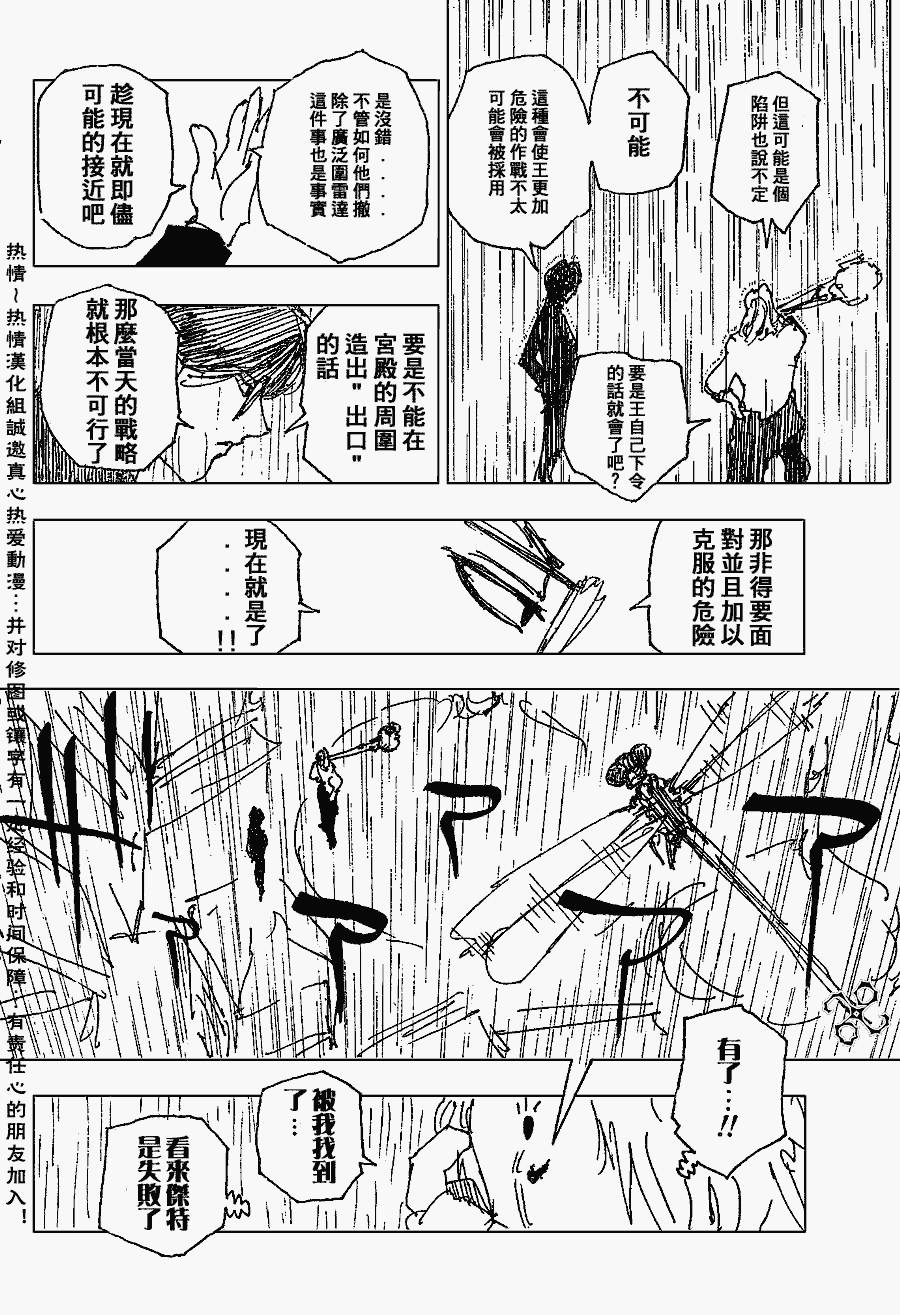 但這可能是個
陷阱也說不定
不可能
這種會使王更加
危險的作戰不太
可能會被採用
要是王自己下令
的話就會了吧?
是沒錯....
不管如何他們撤
除了廣泛圍雷達
這件事也是事實
趁現在就即儘
可能的接近吧
要是不能在
宮殿的周圍
造出"出口"
的話
那麼當天的戰略
就根本不可行了
那非得要面
對並且加以
克服的危險
現在就是了
....!!
ザアアアアア
有了...!!
被我找到
了...
看來傑特
是失敗了
热情~热情漢化組誠邀真心热爱動漫...并对修图或镶字有一定经验和时间保障...有责任心的朋友加入!